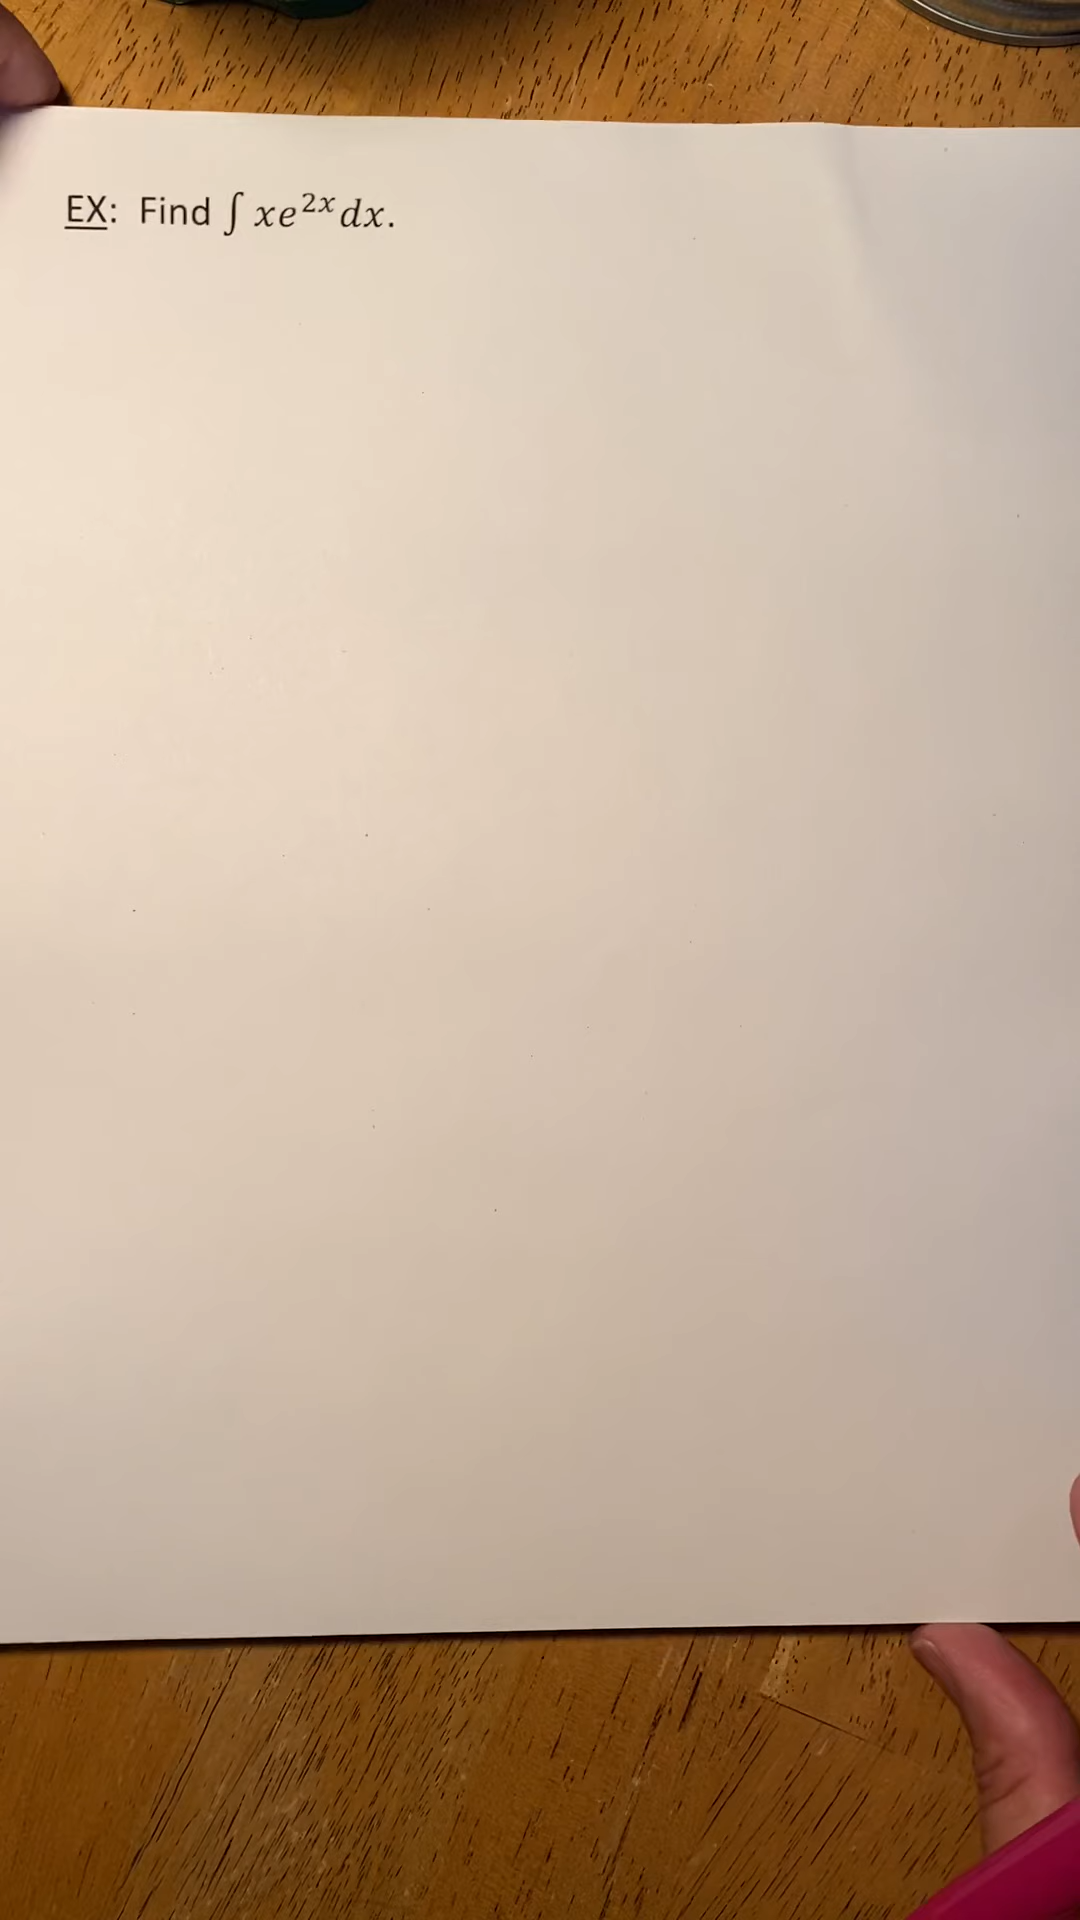 EX: Find ∫ xe^{2x} dx.